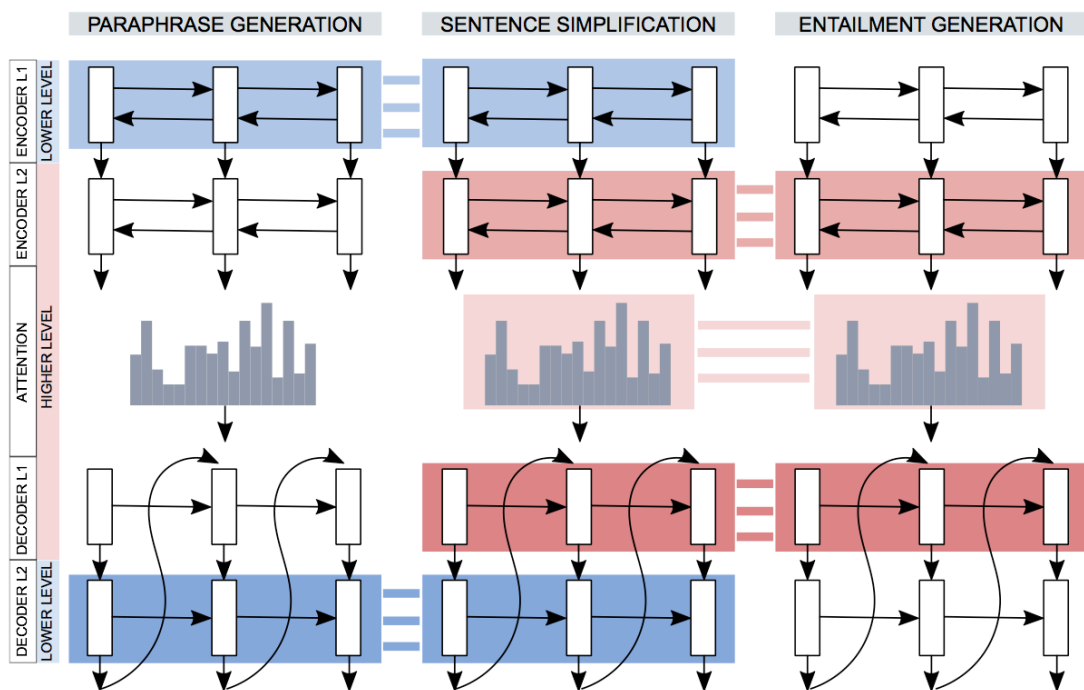 PARAPHRASE GENERATION
SENTENCE SIMPLIFICATION
ENTAILMENT GENERATION
ENCODER L1
LOWER LEVEL
ENCODER L2
ATTENTION
HIGHER LEVEL
DECODER L1
DECODER L2
LOWER LEVEL